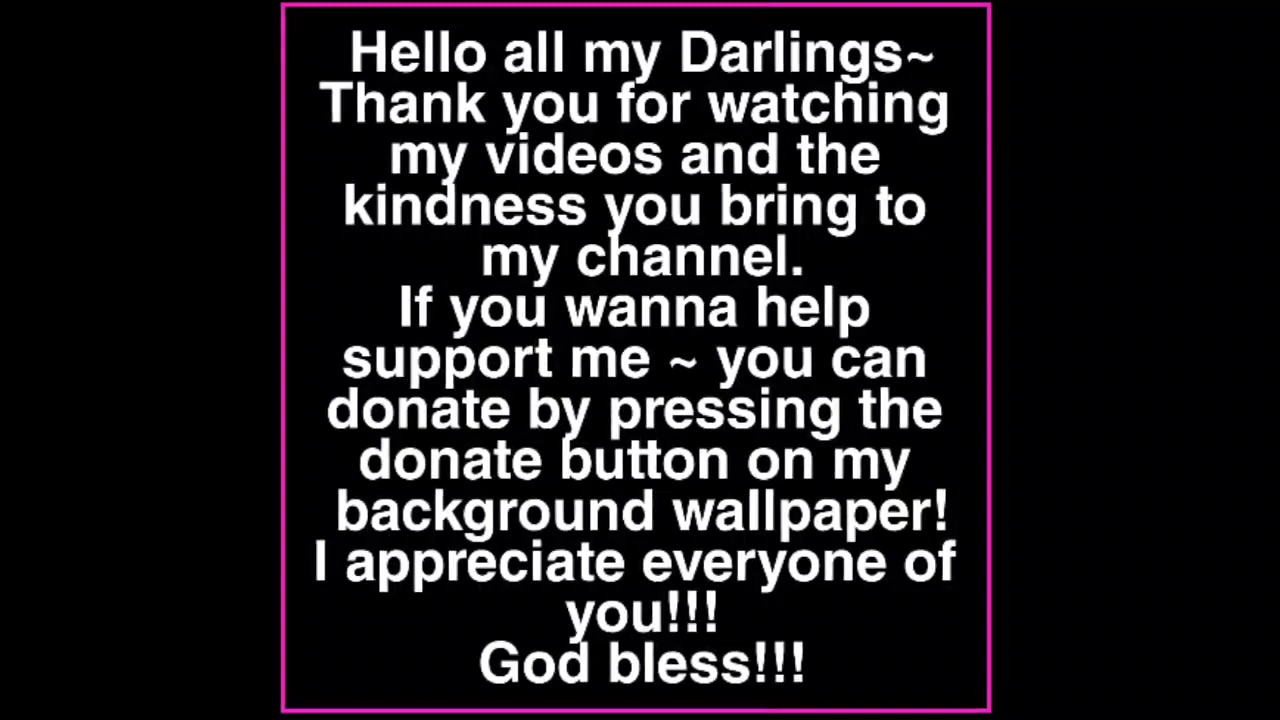 Hello all my Darlings~
Thank you for watching
my videos and the
kindness you bring to
my channel.
If you wanna help
support me ~ you can
donate by pressing the
donate button on my
background wallpaper!
I appreciate everyone of
you!!!
God bless!!!